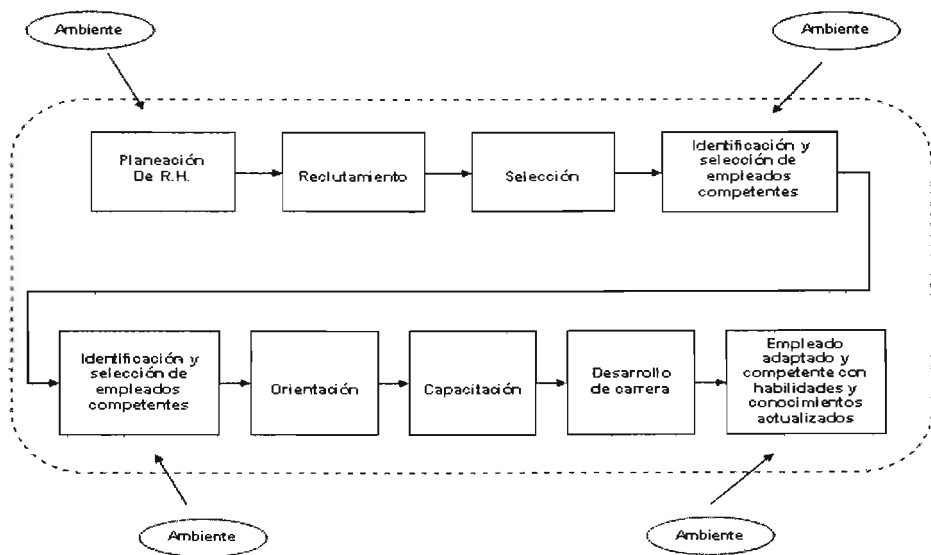 Ambiente
Ambiente
Planeación
De R.H.
Reclutamiento
Selección
Identificación y
selección de
empleados
competentes
Identificación y
selección de
empleados
competentes
Orientación
Capacitación
Desarrollo
de carrera
Empleado
adaptado y
competente con
habilidades y
conocimientos
actualizados
Ambiente
Ambiente